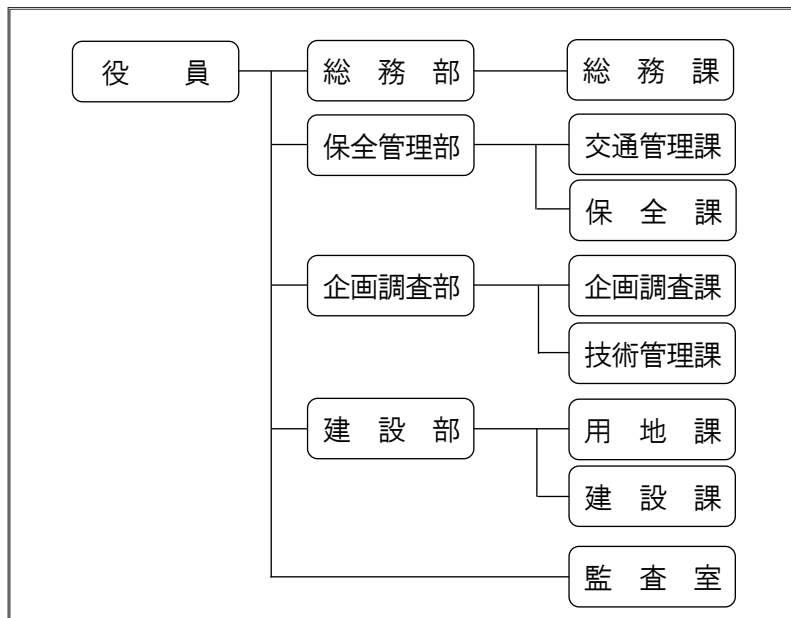 役　員　総　務　部　総　務　課
保全管理部　交通管理課
保　全　課
企画調査部　企画調査課
技術管理課
建　設　部　用　地　課
建　設　課
監　査　室